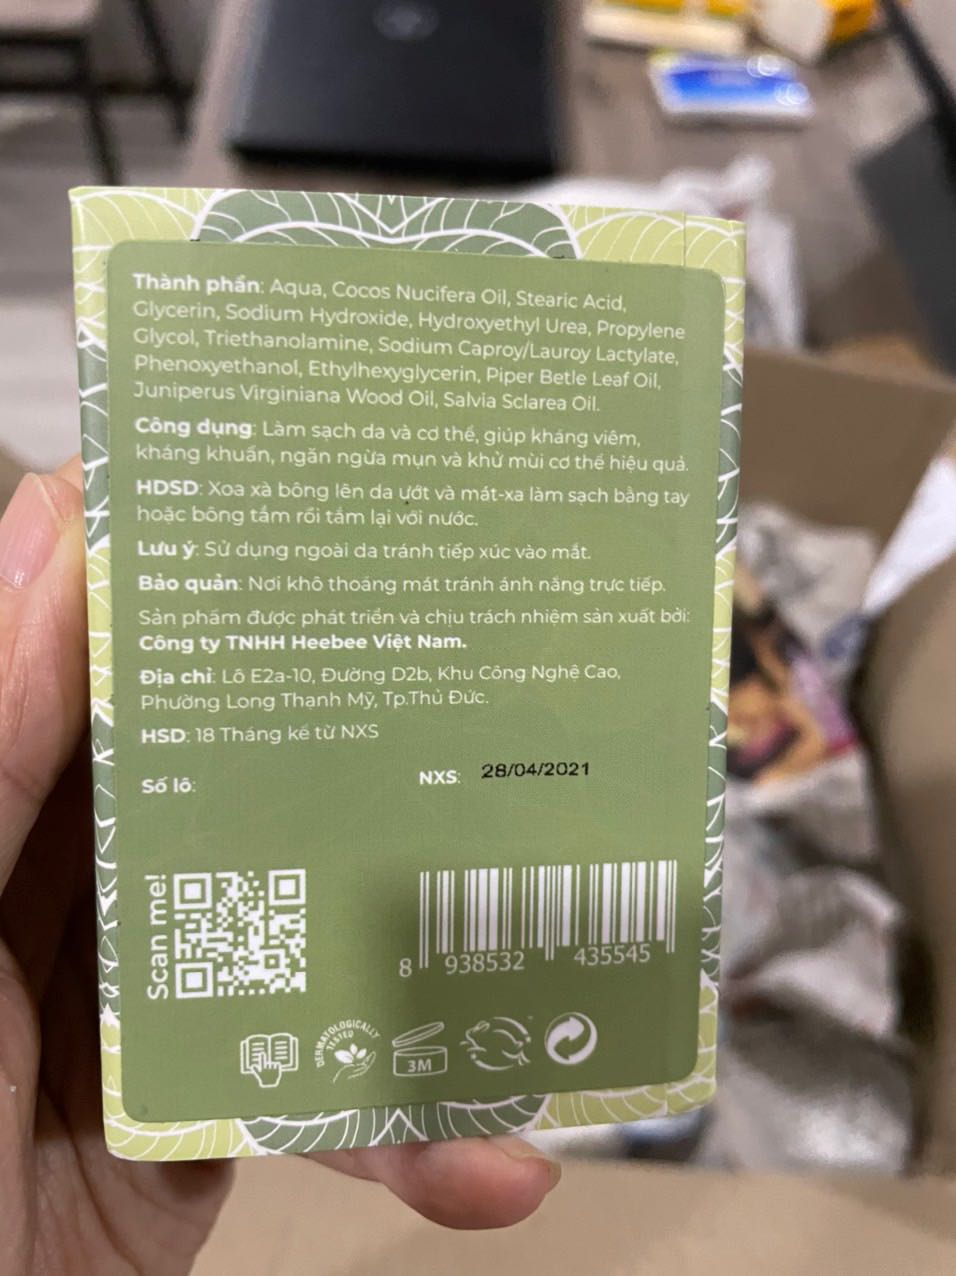 Thành phần: Aqua, Cocos Nucifera Oil, Stearic Acid,
Glycerin, Sodium Hydroxide, Hydroxyethyl Urea, Propylene
Glycol, Triethanolamine, Sodium Caproy/Lauroy Lactylate,
Phenoxyethanol, Ethylhexyglycerin, Piper Betle Leaf Oil,
Juniperus Virginiana Wood Oil, Salvia Sclarea Oil.
Công dụng: Làm sạch da và cơ thể, giúp kháng viêm,
kháng khuẩn, ngăn ngừa mụn và khử mùi cơ thể hiệu quả.
HDSD: Xoa xà bông lên da ướt và mát-xa làm sạch bằng tay
hoặc bông tắm rồi tắm lại với nước.
Lưu ý: Sử dụng ngoài da tránh tiếp xúc vào mắt.
Bảo quản: Nơi khô thoáng mát tránh ánh nắng trực tiếp.
Sản phẩm được phát triển và chịu trách nhiệm sản xuất bởi:
Công ty TNHH Heebee Việt Nam.
Địa chỉ: Lô E2a-10, Đường D2b, Khu Công Nghệ Cao,
Phường Long Thạnh Mỹ, Tp.Thủ Đức.
HSD: 18 Tháng kể từ NXS
Số lô: NXS: 28/04/2021
Scan me!
8 938532 435545
DERMATOLOGICALLY
TESTED
3M